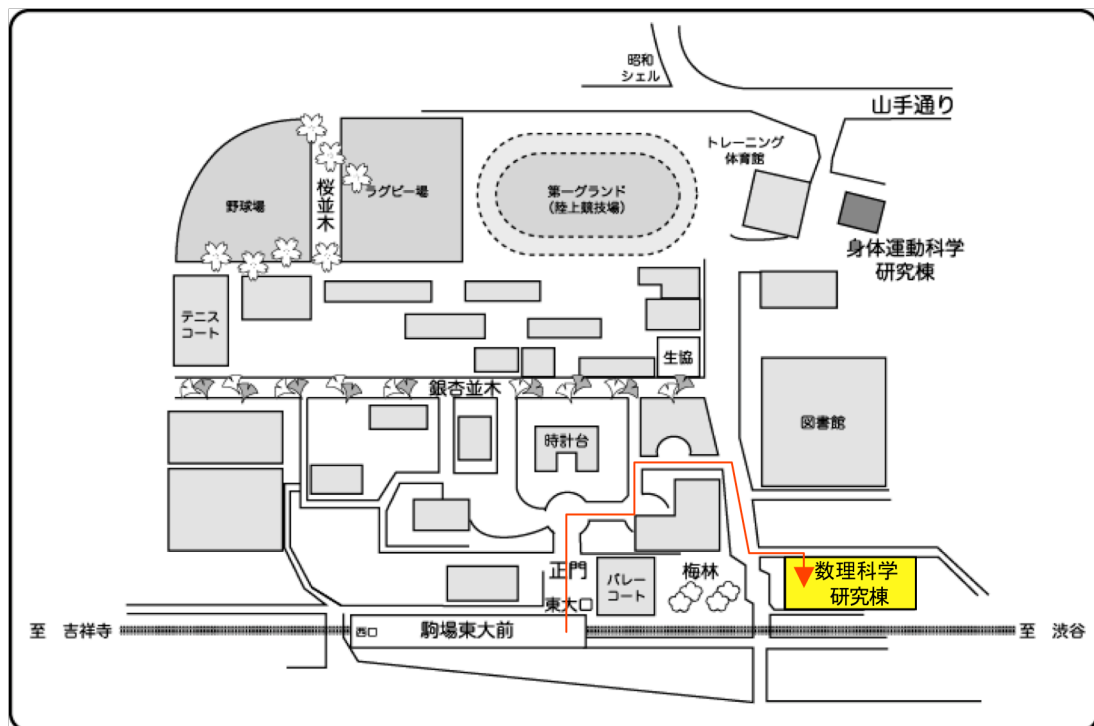 昭和
シェル
山手通り
トレーニング
体育館
桜並木
野球場
ラグビー場
第一グランド
(陸上競技場)
身体運動科学
研究棟
テニス
コート
生協
銀杏並木
図書館
時計台
正門
バレー
コート
梅林
数理科学
研究棟
東大口
至 吉祥寺
西口
駒場東大前
至 渋谷